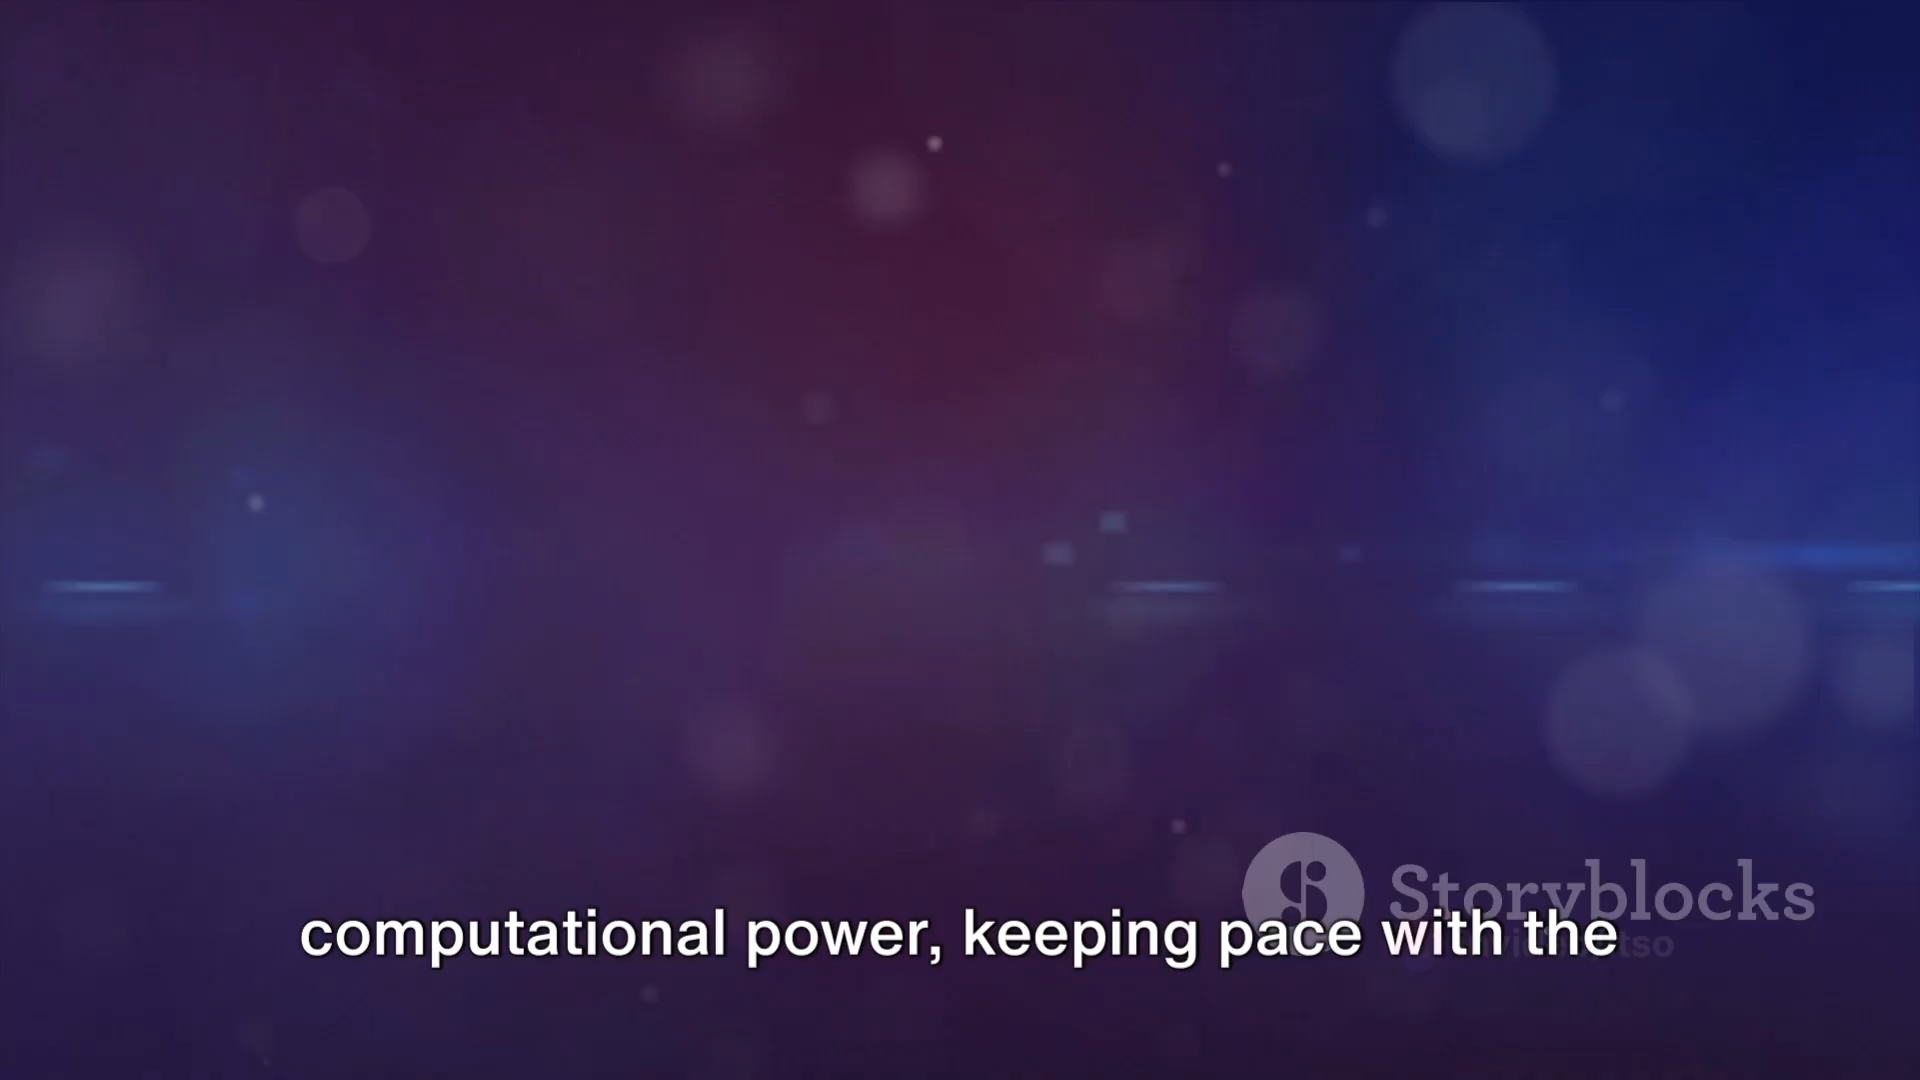 Storyblocks
computational power, keeping pace with the